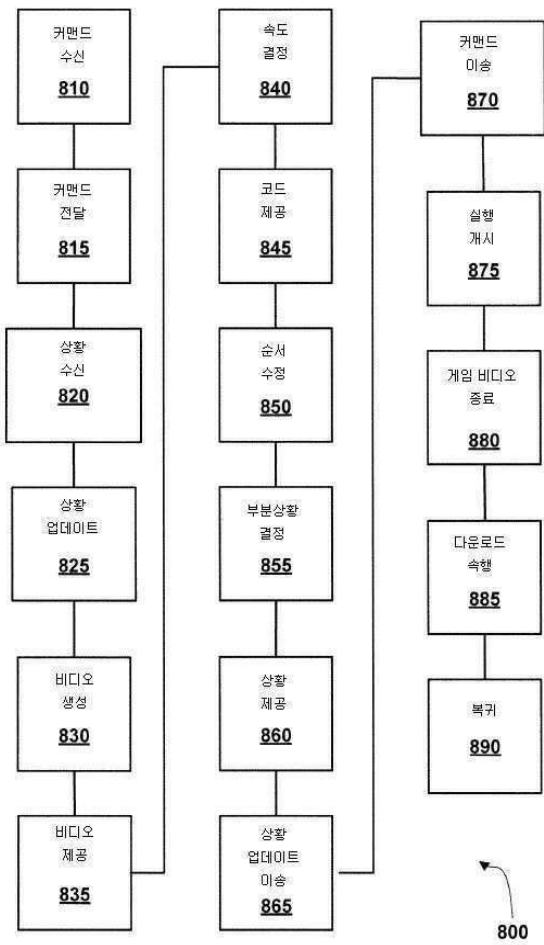 커맨드
수신
810
커맨드
전달
815
상황
수신
820
상황
업데이트
825
비디오
생성
830
비디오
제공
835
속도
결정
840
코드
제공
845
순서
수정
850
부분상황
결정
855
상황
제공
860
상황
업데이트
이송
865
커맨드
이송
870
실행
개시
875
게임 비디오
종료
880
다운로드
속행
885
복귀
890
800